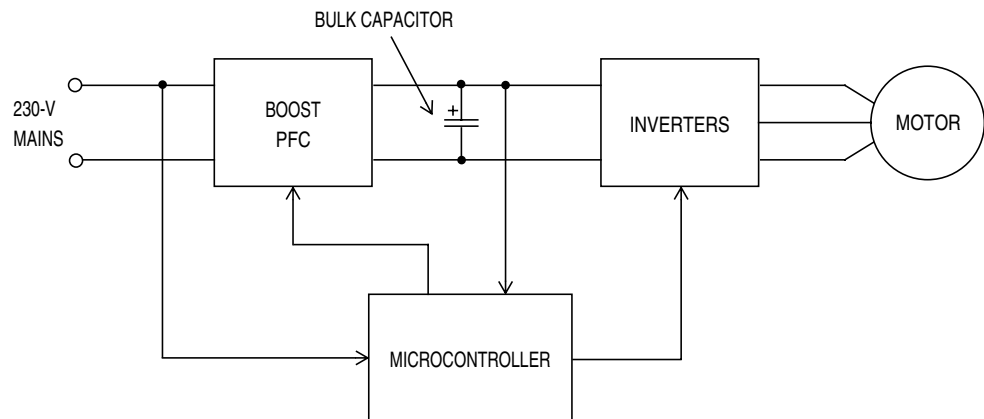 BULK CAPACITOR
230-V
MAINS
BOOST
PFC
+
INVERTERS
MOTOR
MICROCONTROLLER